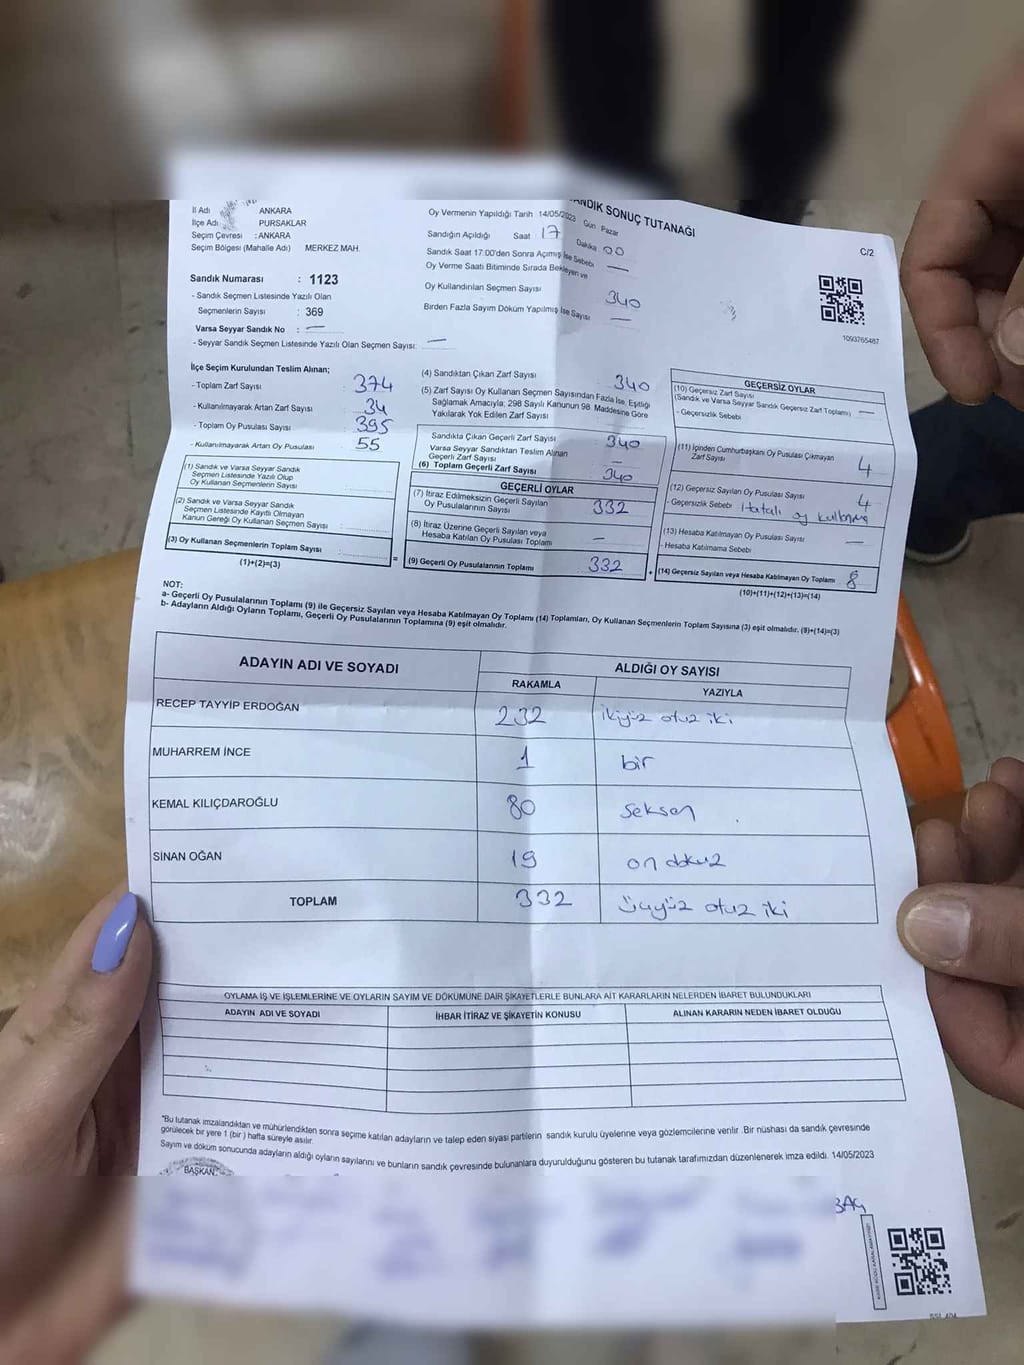 SANDIK SONUÇ TUTANAĞI
C/2
İl Adı ANKARA
İlçe Adı PURSAKLAR
Seçim Çevresi : ANKARA
Seçim Bölgesi (Mahalle Adı) MERKEZ MAH.
Sandık Numarası : 1123
- Sandık Seçmen Listesinde Yazılı Olan
Seçmenlerin Sayısı : 369
Varsa Seyyar Sandık No : —
- Seyyar Sandık Seçmen Listesinde Yazılı Olan Seçmen Sayısı: —
Oy Vermenin Yapıldığı Tarih 14/05/2023 Gün Pazar
Sandığın Açıldığı Saat 17 Dakika 00
Sandık Saat 17:00'den Sonra Açımış İse Sebebi —
Oy Verme Saati Bitiminde Sırada Bekleyen ve
Oy Kullandırılan Seçmen Sayısı 340
Birden Fazla Sayım Döküm Yapılmış İse Sayısı —
1093765487
İlçe Seçim Kurulundan Teslim Alınan;
- Toplam Zarf Sayısı 374
- Kullanılmayarak Artan Zarf Sayısı 34
- Toplam Oy Pusulası Sayısı 395
- Kullanılmayarak Artan Oy Pusulası 55
(1) Sandık ve Varsa Seyyar Sandık
Seçmen Listesinde Yazılı Olup
Oy Kullanan Seçmenlerin Sayısı :
(2) Sandık ve Varsa Seyyar Sandık
Seçmen Listesinde Kayıtlı Olmayan
Kanun Gereği Oy Kullanan Seçmen Sayısı :
(3) Oy Kullanan Seçmenlerin Toplam Sayısı :
(1)+(2)=(3)
=
(4) Sandıktan Çıkan Zarf Sayısı 340
(5) Zarf Sayısı Oy Kullanan Seçmen Sayısından Fazla İse, Eşitliği
Sağlamak Amacıyla; 298 Sayılı Kanunun 98. Maddesine Göre
Yakılarak Yok Edilen Zarf Sayısı —
Sandıkta Çıkan Geçerli Zarf Sayısı 340
Varsa Seyyar Sandıktan Teslim Alınan
Geçerli Zarf Sayısı —
(6) Toplam Geçerli Zarf Sayısı 340
GEÇERLİ OYLAR
(7) İtiraz Edilmeksizin Geçerli Sayılan
Oy Pusulalarının Sayısı 332
(8) İtiraz Üzerine Geçerli Sayılan veya
Hesaba Katılan Oy Pusulası Toplamı —
(9) Geçerli Oy Pusulalarının Toplamı 332
+
GEÇERSİZ OYLAR
(10) Geçersiz Zarf Sayısı
(Sandık ve Varsa Seyyar Sandık Geçersiz Zarf Toplamı) —
- Geçersizlik Sebebi
(11) İçinden Cumhurbaşkanı Oy Pusulası Çıkmayan
Zarf Sayısı 4
(12) Geçersiz Sayılan Oy Pusulası Sayısı 4
- Geçersizlik Sebebi Hatalı oy kullanma
(13) Hesaba Katılmayan Oy Pusulası Sayısı —
- Hesaba Katılmama Sebebi
(14) Geçersiz Sayılan veya Hesaba Katılmayan Oy Toplamı 8
(10)+(11)+(12)+(13)=(14)
NOT:
a- Geçerli Oy Pusulalarının Toplamı (9) ile Geçersiz Sayılan veya Hesaba Katılmayan Oy Toplamı (14) Toplamları, Oy Kullanan Seçmenlerin Toplam Sayısına (3) eşit olmalıdır. (9)+(14)=(3)
b- Adayların Aldığı Oyların Toplamı, Geçerli Oy Pusulalarının Toplamına (9) eşit olmalıdır.
ADAYIN ADI VE SOYADI ALDIĞI OY SAYISI
RAKAMLA YAZIYLA
RECEP TAYYİP ERDOĞAN 232 ikiyüz otuz iki
MUHARREM İNCE 1 bir
KEMAL KILIÇDAROĞLU 80 seksen
SİNAN OĞAN 19 on dokuz
TOPLAM 332 üçyüz otuz iki
OYLAMA İŞ VE İŞLEMLERİNE VE OYLARIN SAYIM VE DÖKÜMÜNE DAİR ŞİKAYETLERLE BUNLARA AİT KARARLARIN NELERDEN İBARET BULUNDUKLARI
ADAYIN ADI VE SOYADI İHBAR İTİRAZ VE ŞİKAYETİN KONUSU ALINAN KARARIN NEDEN İBARET OLDUĞU
"Bu tutanak imzalandıktan ve mühürlendikten sonra seçime katılan adayların ve talep eden siyasi partilerin sandık kurulu üyelerine veya gözlemcilerine verilir. Bir nüshası da sandık çevresinde
görülecek bir yere 1 (bir) hafta süreyle asılır.
Sayım ve döküm sonucunda adayların aldığı oyların sayılarını ve bunların sandık çevresinde bulunanlara duyurulduğunu gösteren bu tutanak tarafımızdan düzenlenerek imza edildi. 14/05/2023
BAŞKAN